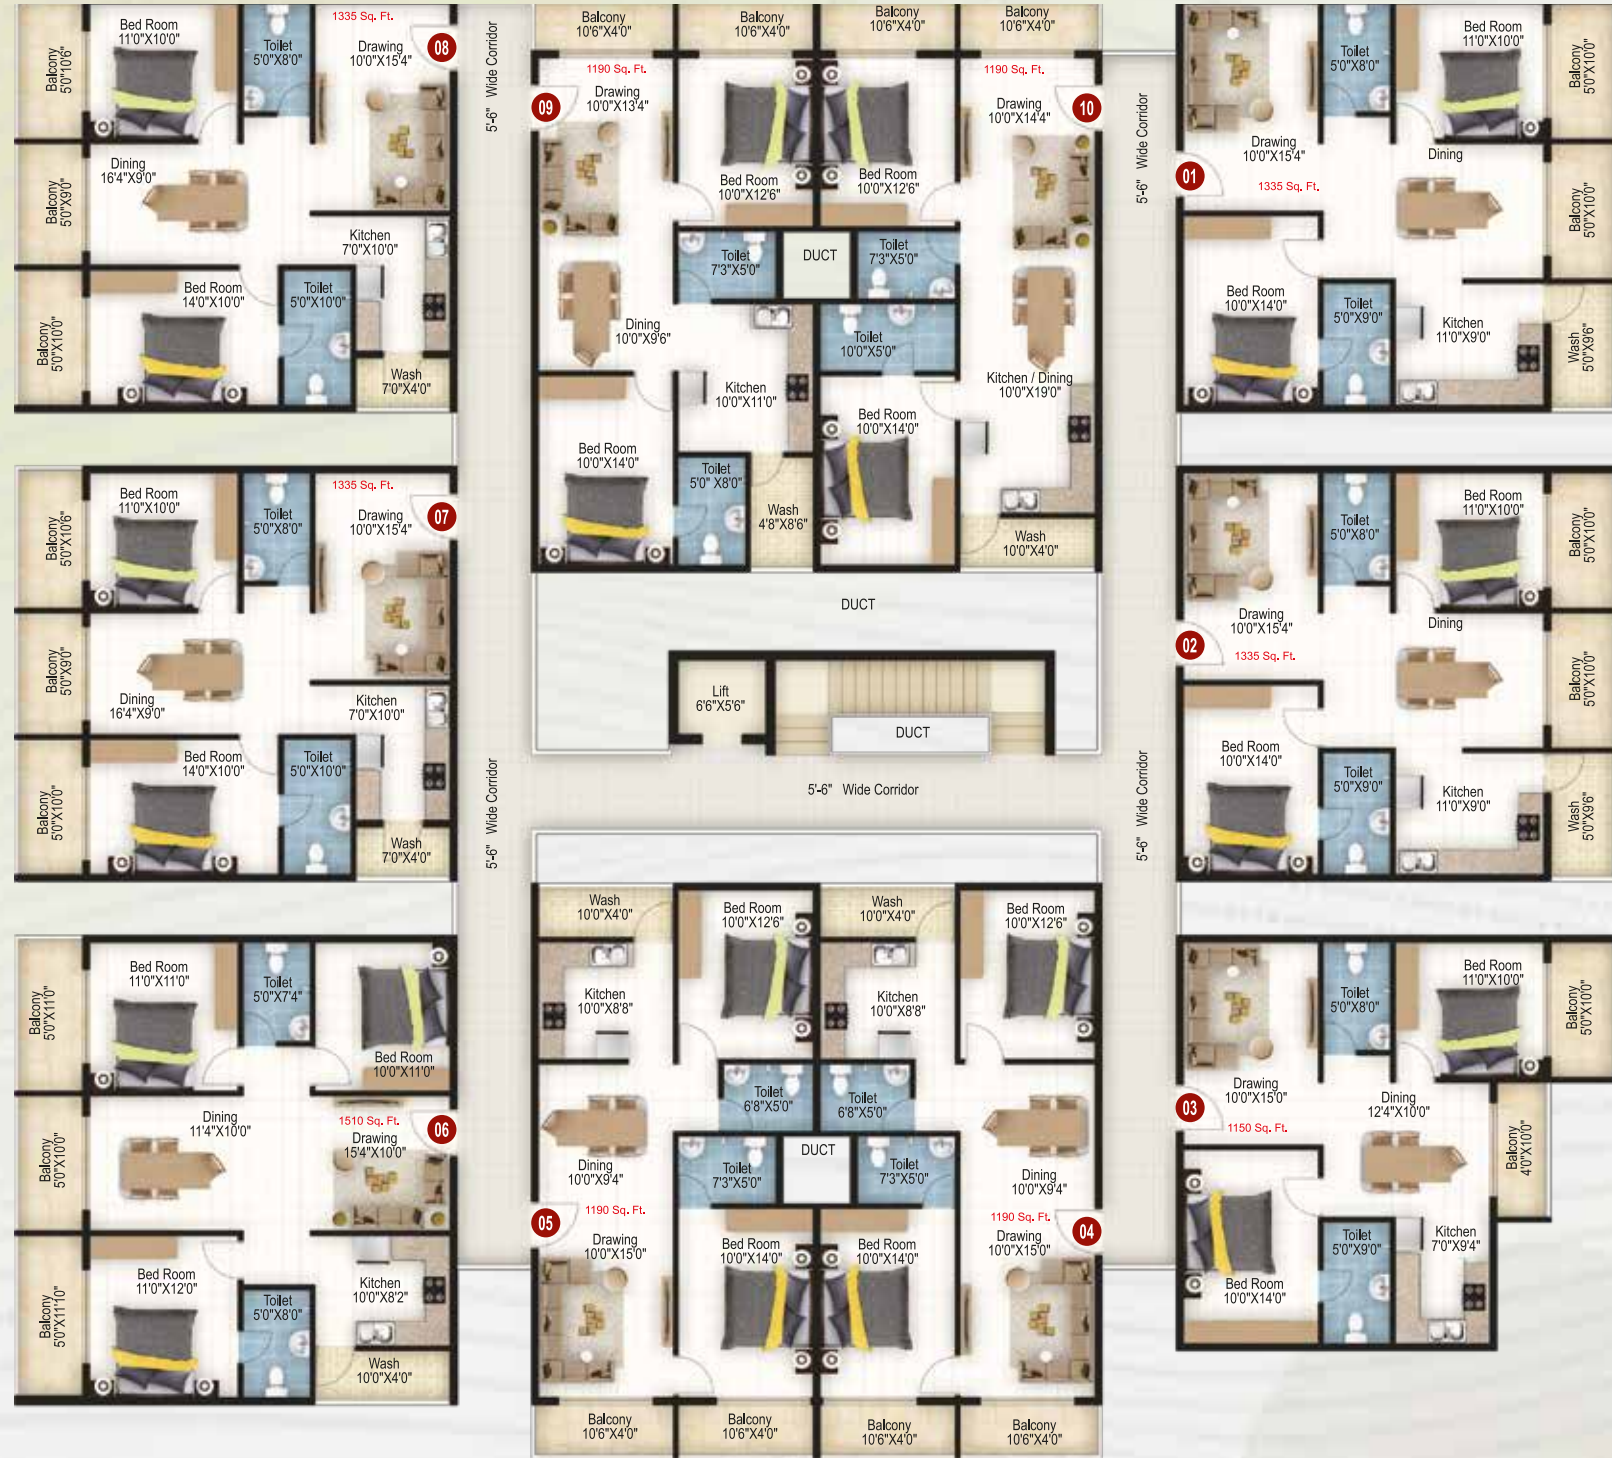 Balcony
5'0"10'6"
Bed Room
11'0"X10'0"
Toilet
5'0"X8'0"
1335 Sq. Ft.
Drawing
10'0"X15'4"
08
Balcony
5'0"X9'0"
Dining
16'4"X9'0"
Kitchen
7'0"X10'0"
Balcony
5'0"X10'0"
Bed Room
14'0"X10'0"
Toilet
5'0"X10'0"
Wash
7'0"X4'0"
5'-6" Wide Corridor
Balcony
10'6"X4'0"
Balcony
10'6"X4'0"
Balcony
10'6"X4'0"
Balcony
10'6"X4'0"
09
1190 Sq. Ft.
Drawing
10'0"X13'4"
Bed Room
10'0"X12'6"
Toilet
7'3"X5'0"
Dining
10'0"X9'6"
Kitchen
10'0"X11'0"
Bed Room
10'0"X14'0"
Toilet
5'0" X8'0"
Wash
4'8"X8'6"
DUCT
1190 Sq. Ft.
Drawing
10'0"X14'4"
10
Bed Room
10'0"X12'6"
Toilet
7'3"X5'0"
Toilet
10'0"X5'0"
Kitchen / Dining
10'0"X19'0"
Bed Room
10'0"X14'0"
Wash
10'0"X4'0"
5'-6" Wide Corridor
Drawing
10'0"X15'4"
01
1335 Sq. Ft.
Toilet
5'0"X8'0"
Bed Room
11'0"X10'0"
Balcony
5'0"X10'0"
Dining
Balcony
5'0"X10'0"
Bed Room
10'0"X14'0"
Toilet
5'0"X9'0"
Kitchen
11'0"X9'0"
Wash
5'0"X9'6"
Balcony
5'0"X10'6"
Bed Room
11'0"X10'0"
Toilet
5'0"X8'0"
1335 Sq. Ft.
Drawing
10'0"X15'4"
07
Balcony
5'0"X9'0"
Dining
16'4"X9'0"
Kitchen
7'0"X10'0"
Balcony
5'0"X10'0"
Bed Room
14'0"X10'0"
Toilet
5'0"X10'0"
Wash
7'0"X4'0"
5'-6" Wide Corridor
DUCT
Lift
6'6"X5'6"
DUCT
5'-6" Wide Corridor
5'-6" Wide Corridor
Toilet
5'0"X8'0"
Bed Room
11'0"X10'0"
Balcony
5'0"X10'0"
Drawing
10'0"X15'4"
02
1335 Sq. Ft.
Dining
Balcony
5'0"X10'0"
Bed Room
10'0"X14'0"
Toilet
5'0"X9'0"
Kitchen
11'0"X9'0"
Wash
5'0"X9'6"
Balcony
5'0"X11'0"
Bed Room
11'0"X11'0"
Toilet
5'0"X7'4"
Bed Room
10'0"X11'0"
Balcony
5'0"X10'0"
Dining
11'4"X10'0"
1510 Sq. Ft.
Drawing
15'4"X10'0"
06
Balcony
5'0"X11'10"
Bed Room
11'0"X12'0"
Toilet
5'0"X8'0"
Kitchen
10'0"X8'2"
Wash
10'0"X4'0"
Wash
10'0"X4'0"
Bed Room
10'0"X12'6"
Kitchen
10'0"X8'8"
Toilet
6'8"X5'0"
Dining
10'0"X9'4"
Toilet
7'3"X5'0"
05
1190 Sq. Ft.
Drawing
10'0"X15'0"
Bed Room
10'0"X14'0"
DUCT
Wash
10'0"X4'0"
Bed Room
10'0"X12'6"
Kitchen
10'0"X8'8"
Toilet
6'8"X5'0"
Toilet
7'3"X5'0"
Dining
10'0"X9'4"
1190 Sq. Ft.
04
Drawing
10'0"X15'0"
Bed Room
10'0"X14'0"
Balcony
10'6"X4'0"
Balcony
10'6"X4'0"
Balcony
10'6"X4'0"
Balcony
10'6"X4'0"
Toilet
5'0"X8'0"
Bed Room
11'0"X10'0"
Balcony
5'0"X10'0"
Drawing
10'0"X15'0"
03
1150 Sq. Ft.
Dining
12'4"X10'0"
Balcony
4'0"X10'0"
Toilet
5'0"X9'0"
Kitchen
7'0"X9'4"
Bed Room
10'0"X14'0"